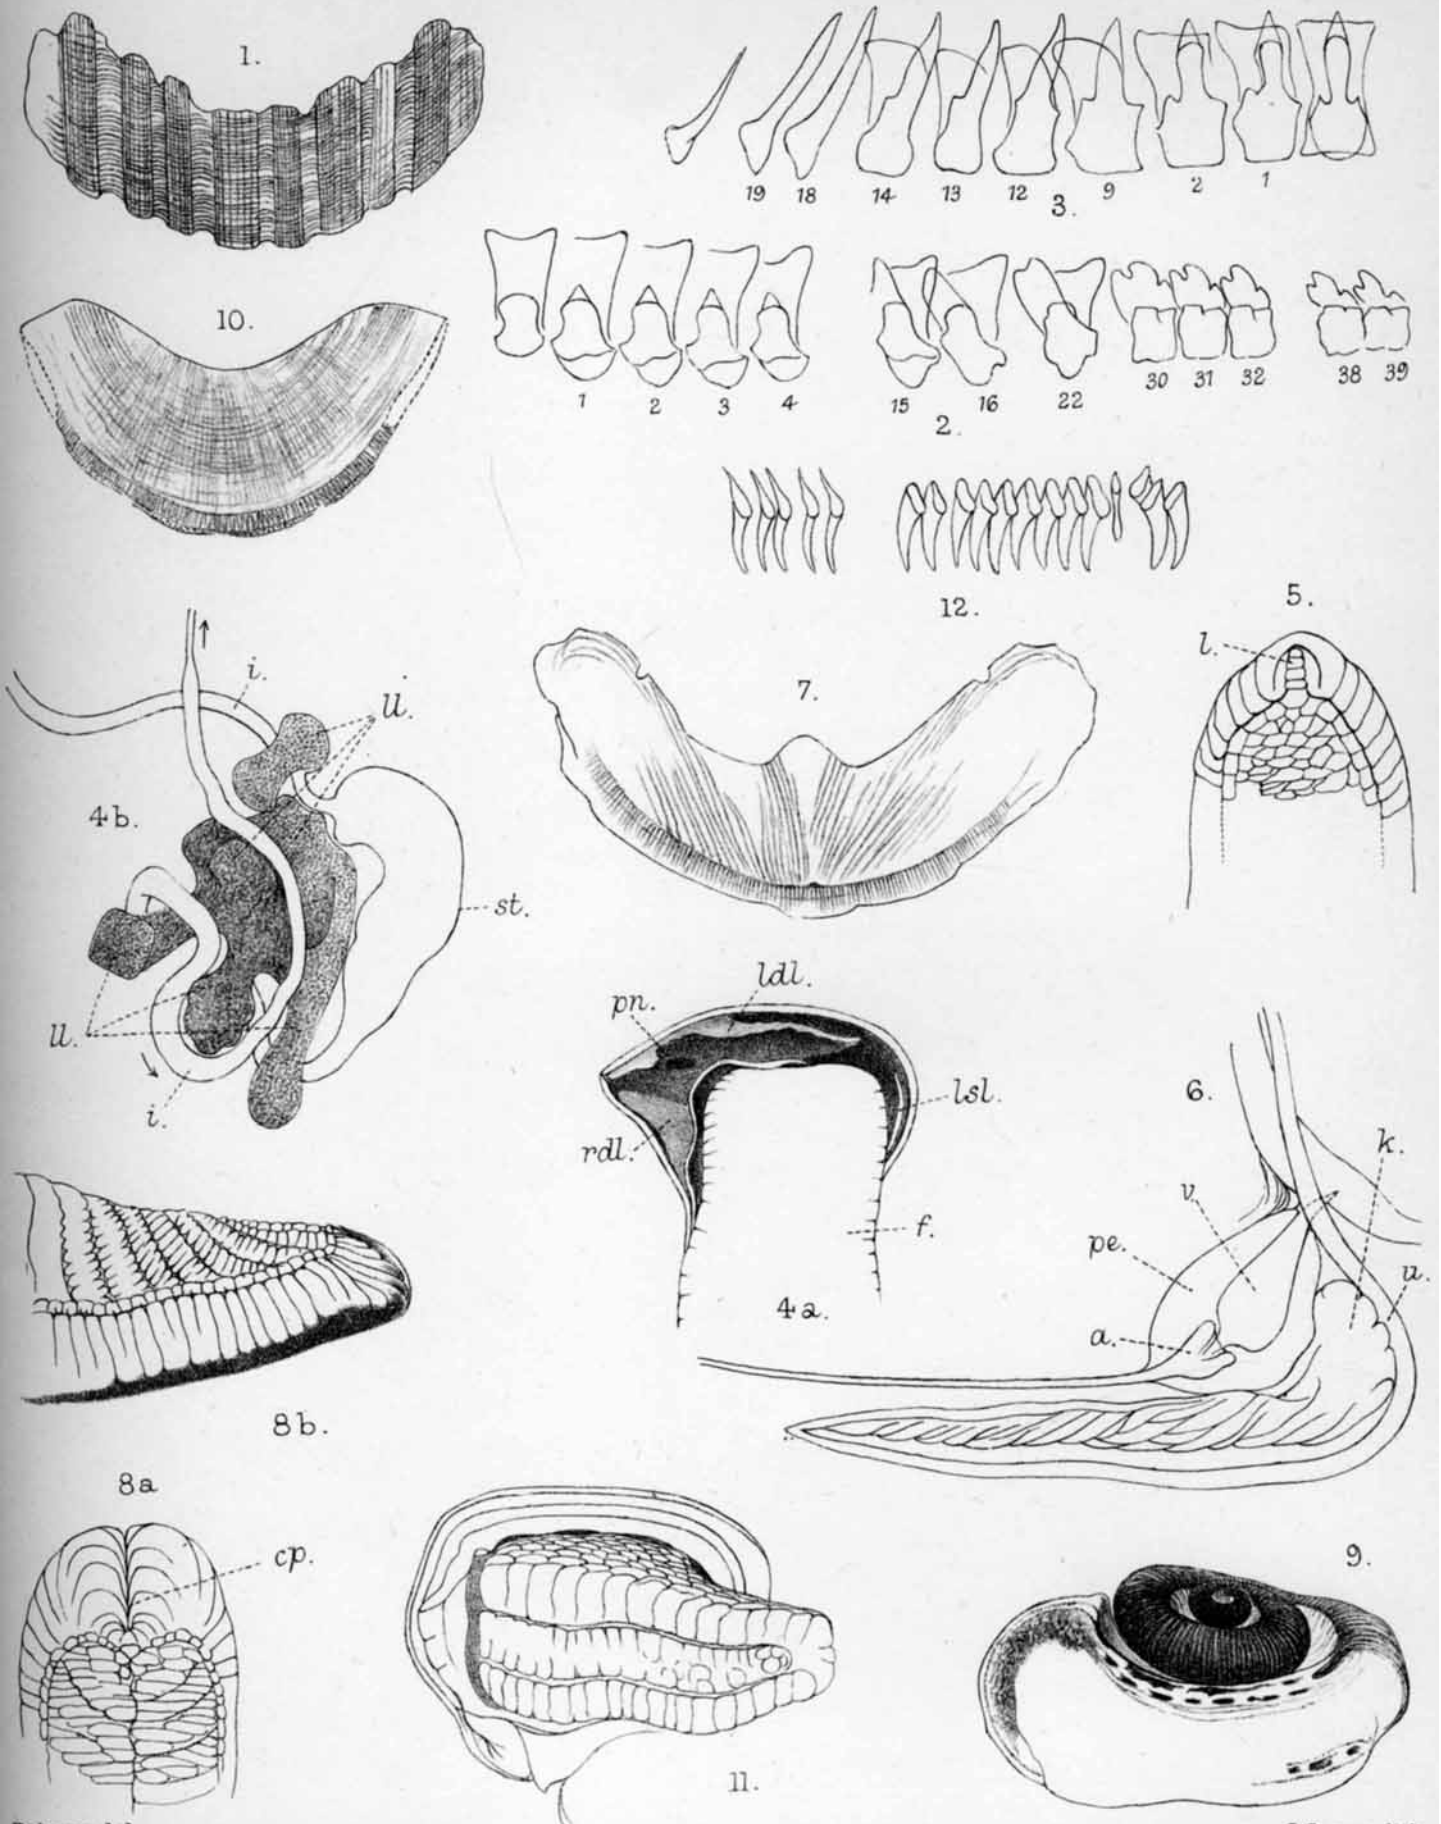 1.
19 18 14 13 12 9 2 1
3.
10.
1 2 3 4 15 16 22 30 31 32 38 39
2.
12.
5.
l.
i.
ll.
7.
4b.
st.
ll.
i.
ldl.
pn.
lsl.
rdl.
f.
4a.
6.
k.
v.
pe.
u.
a.
8b.
8a
cp.
9.
11.